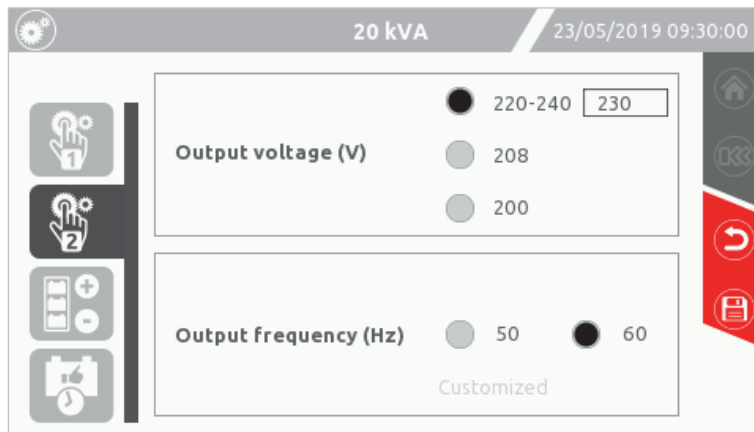 20 kVA 23/05/2019 09:30:00
220-240 230
Output voltage (V)
208
200
1
2
Output frequency (Hz) 50 60
Customized